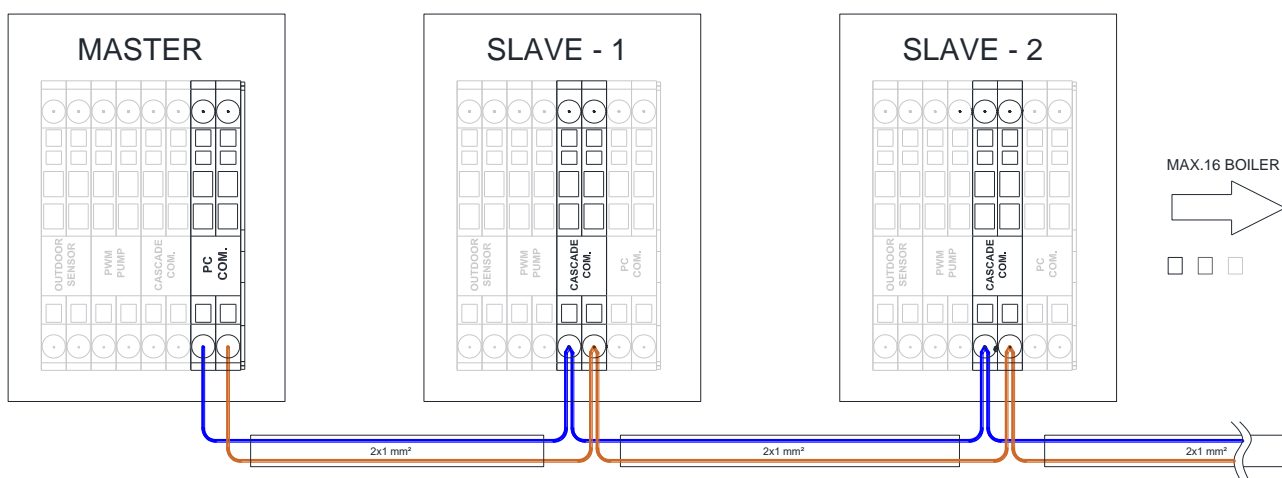 MASTER
OUTDOOR
SENSOR
PWM
PUMP
CASCADE
COM.
PC
COM.
SLAVE - 1
OUTDOOR
SENSOR
PWM
PUMP
CASCADE
COM.
PC
COM.
SLAVE - 2
OUTDOOR
SENSOR
PWM
PUMP
CASCADE
COM.
PC
COM.
MAX.16 BOILER
2x1 mm²
2x1 mm²
2x1 mm²